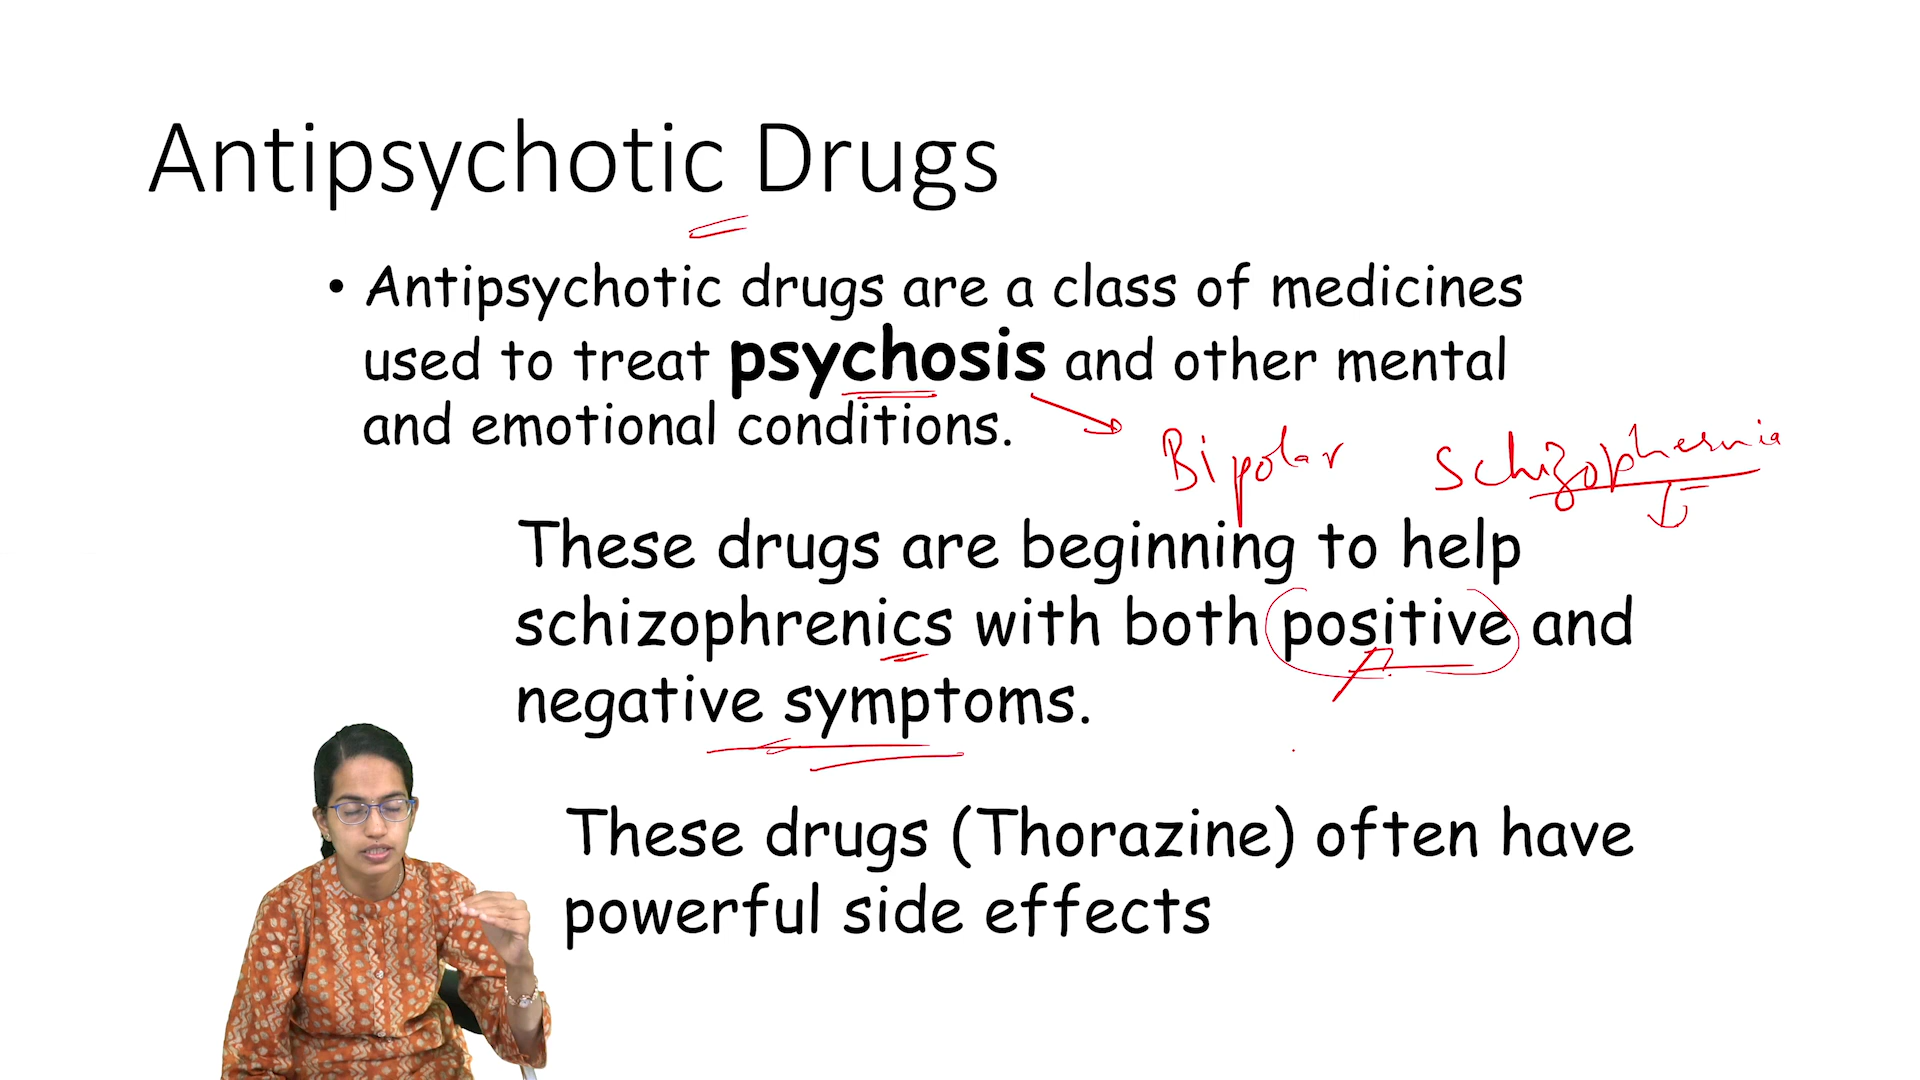 Antipsychotic Drugs
• Antipsychotic drugs are a class of medicines
used to treat psychosis and other mental
and emotional conditions.
Bipolar Schizophernia
These drugs are beginning to help
schizophrenics with both positive and
negative symptoms.
These drugs (Thorazine) often have
powerful side effects